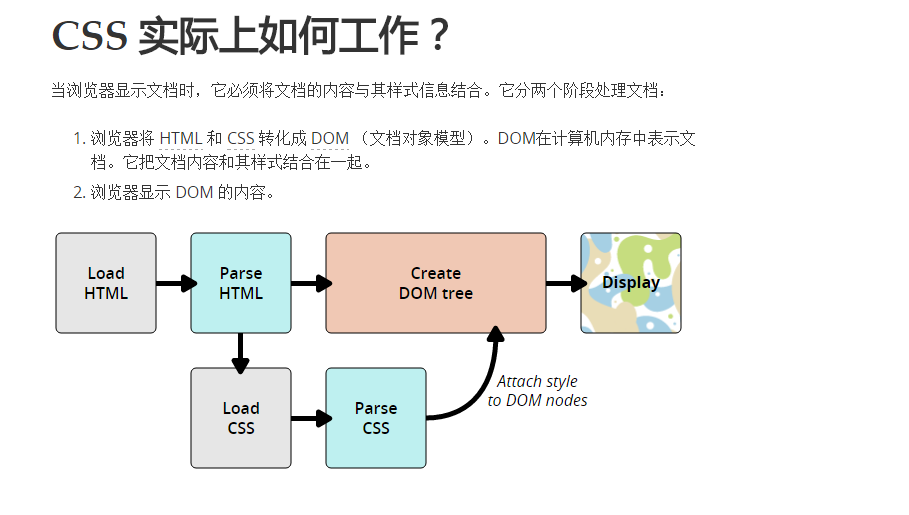 CSS 实际上如何工作？
当浏览器显示文档时，它必须将文档的内容与其样式信息结合。它分两个阶段处理文档：
1. 浏览器将 HTML 和 CSS 转化成 DOM （文档对象模型）。DOM在计算机内存中表示文
档。它把文档内容和其样式结合在一起。
2. 浏览器显示 DOM 的内容。
Load
HTML
Parse
HTML
Create
DOM tree
Display
Load
CSS
Parse
CSS
Attach style
to DOM nodes